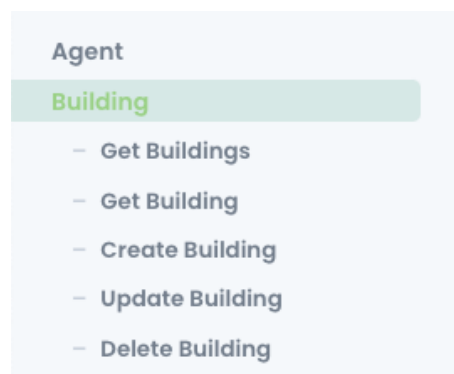 Agent
Building
– Get Buildings
– Get Building
– Create Building
– Update Building
– Delete Building